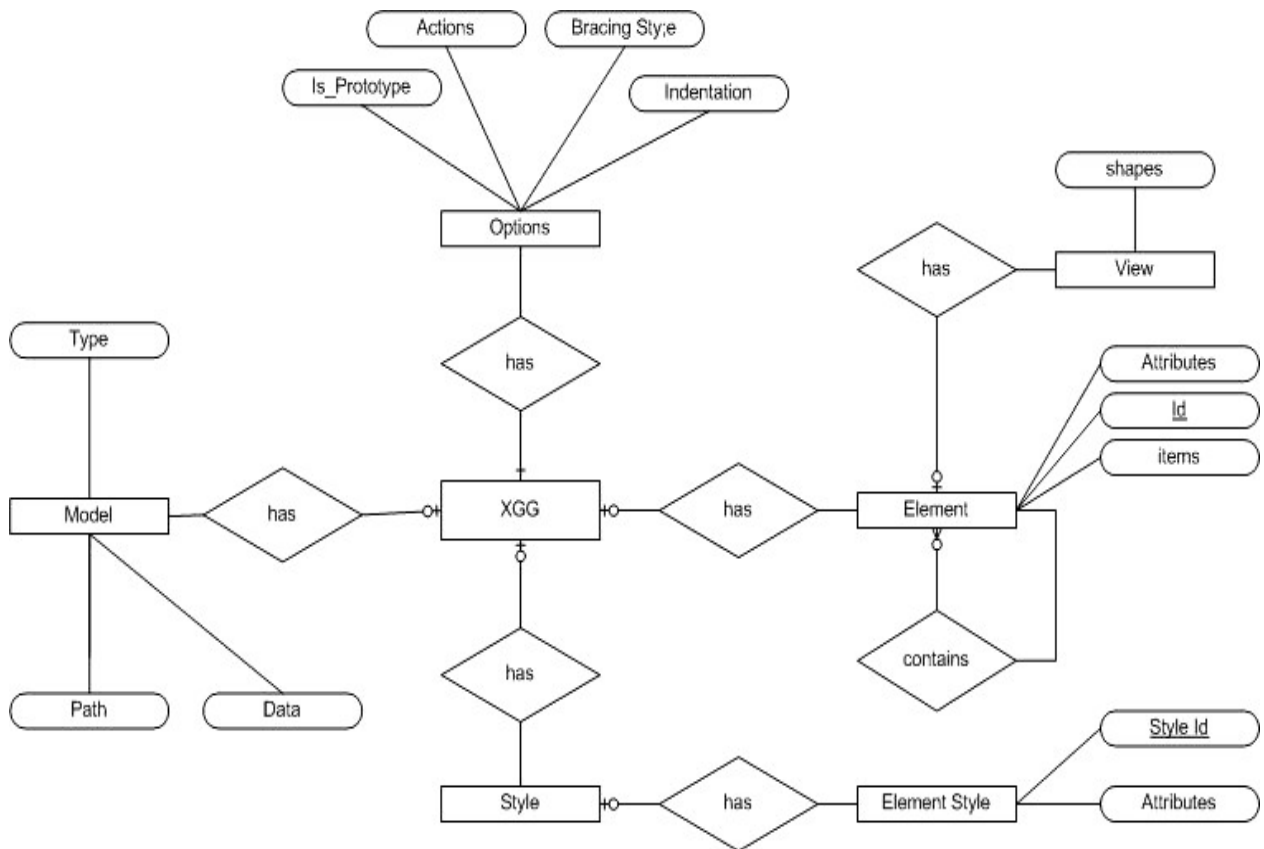 Actions
Bracing Sty;e
Is_Prototype
Indentation
shapes
Options
has
View
Type
has
Attributes
Id
items
Model
has
XGG
has
Element
has
contains
Path
Data
Style Id
Style
has
Element Style
Attributes